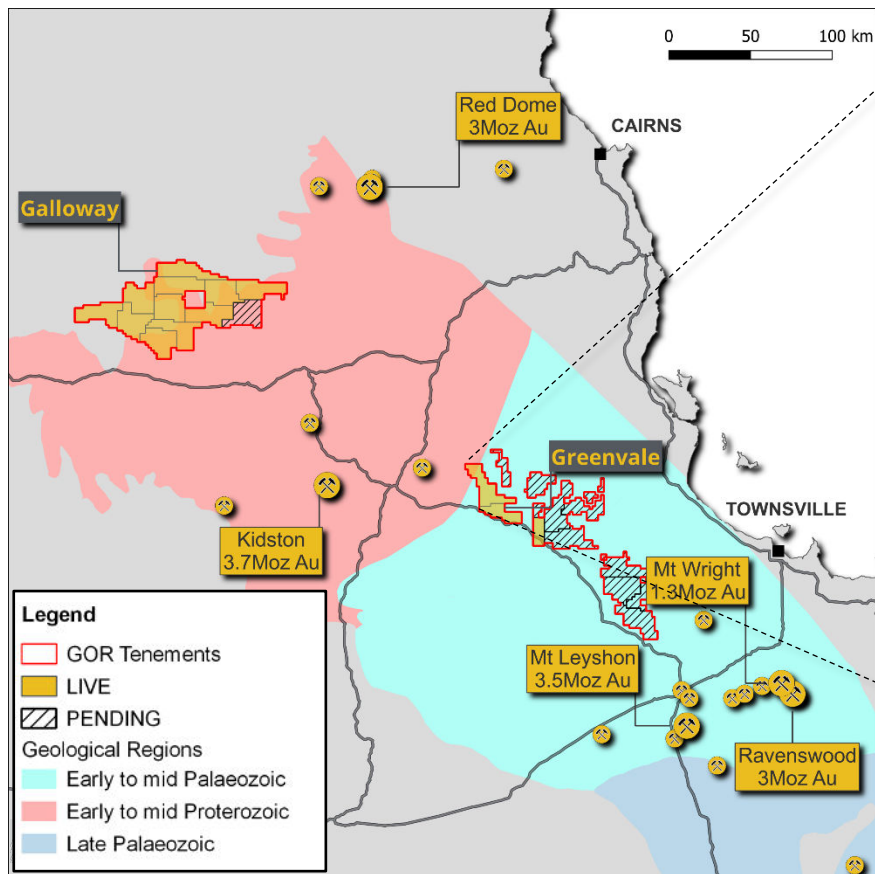 0 50 100 km
Red Dome
3Moz Au
CAIRNS
Galloway
Greenvale
TOWNSVILLE
Kidston
3.7Moz Au
Mt Wright
1.3Moz Au
Mt Leyshon
3.5Moz Au
Ravenswood
3Moz Au
Legend
GOR Tenements
LIVE
PENDING
Geological Regions
Early to mid Palaeozoic
Early to mid Proterozoic
Late Palaeozoic